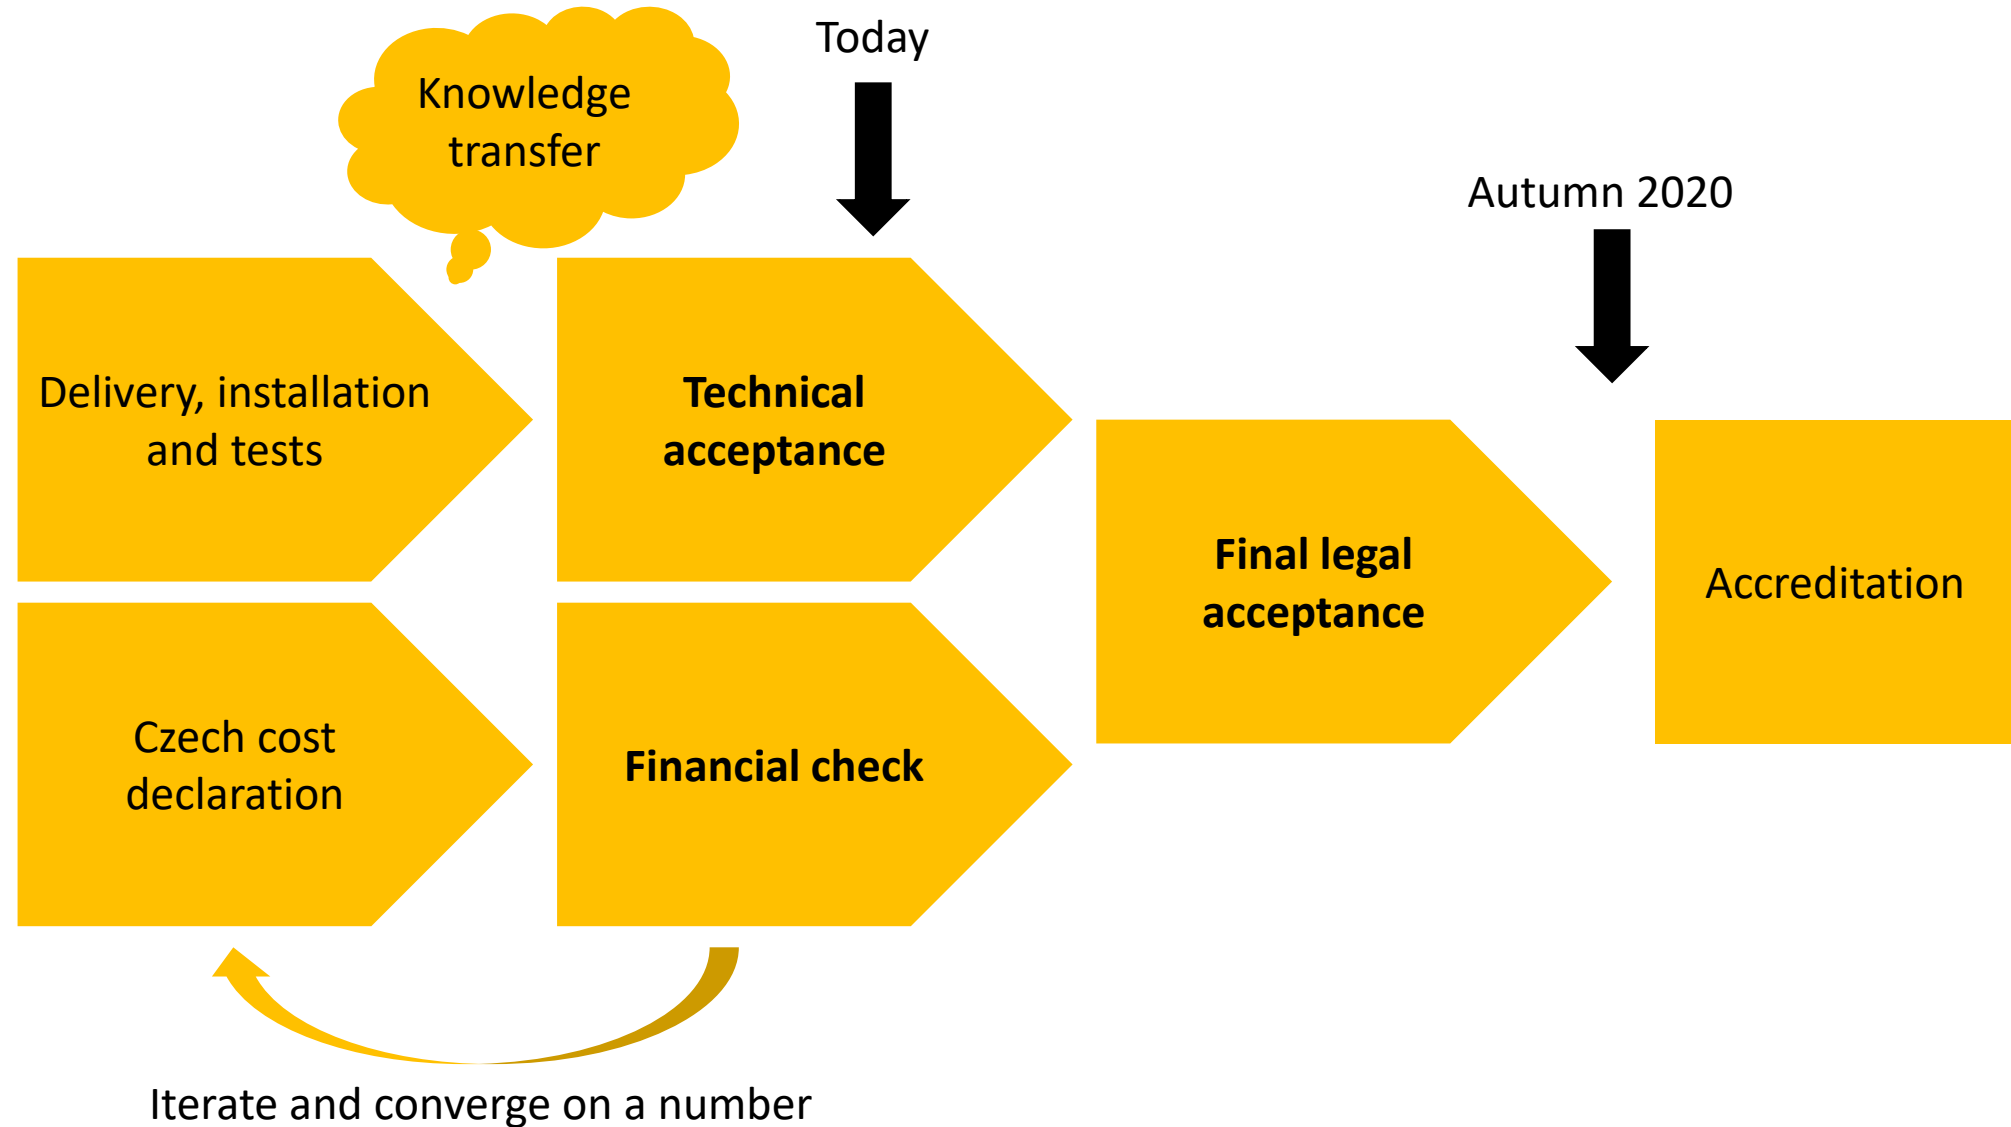 Today
Knowledge
transfer
Autumn 2020
Delivery, installation
and tests
Technical
acceptance
Final legal
acceptance
Accreditation
Czech cost
declaration
Financial check
Iterate and converge on a number